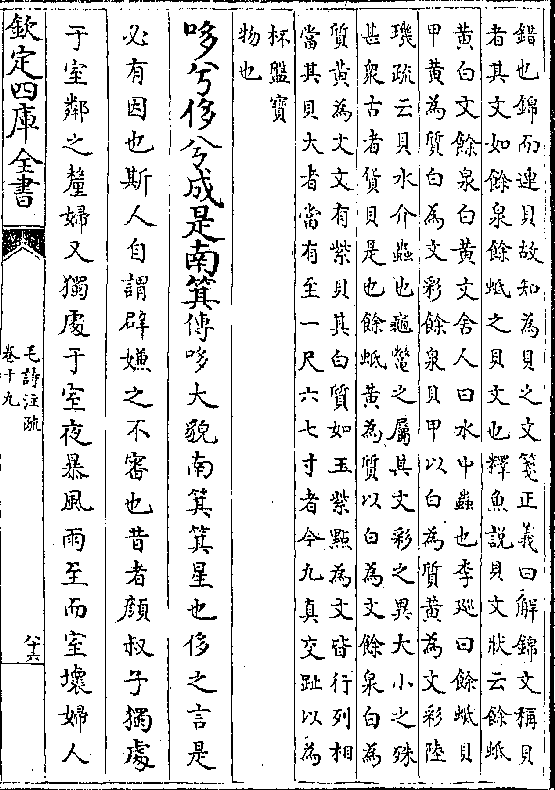 錯也錦而連貝故知為貝之文箋正義曰解錦文稱貝
者其文如餘泉餘蚳之貝文也釋魚說貝文狀云餘蚳
黄白文餘泉白黄文舍人曰水中蟲也李廵曰餘蚳貝
甲黄為質白為文彩餘泉貝甲以白為質黄為文彩陸
璣疏云貝水介蟲也龜鼈之屬其文彩之異大小之殊
甚衆古者貨貝是也餘蚳黄為質以白為文餘泉白為
質黄為文又有紫貝其白質如玉紫㸃為文皆行列相
當其貝大者當有至一尺六七寸者今九真交趾以為
杯盤寳
物也
哆兮侈兮成是南箕傳哆大貌南箕箕星也侈之言是
必有因也斯人自謂辟嫌之不審也昔者顔叔子獨處
于室鄰之釐婦又獨處于室夜暴風雨至而室壞婦人
欽定四庫全書
毛詩注疏
卷十九
八十六